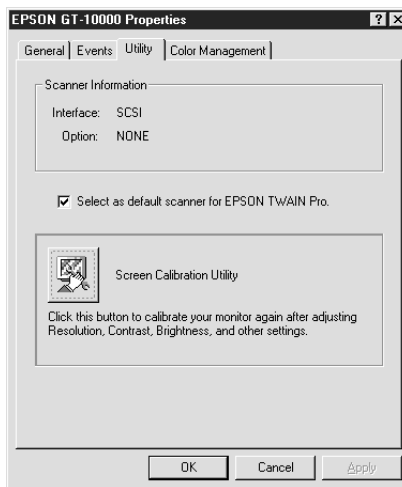 EPSON GT-10000 Properties
General Events Utility Color Management
Scanner Information
Interface: SCSI
Option: NONE
Select as default scanner for EPSON TWAIN Pro.
Screen Calibration Utility
Click this button to calibrate your monitor again after adjusting
Resolution, Contrast, Brightness, and other settings.
OK Cancel Apply